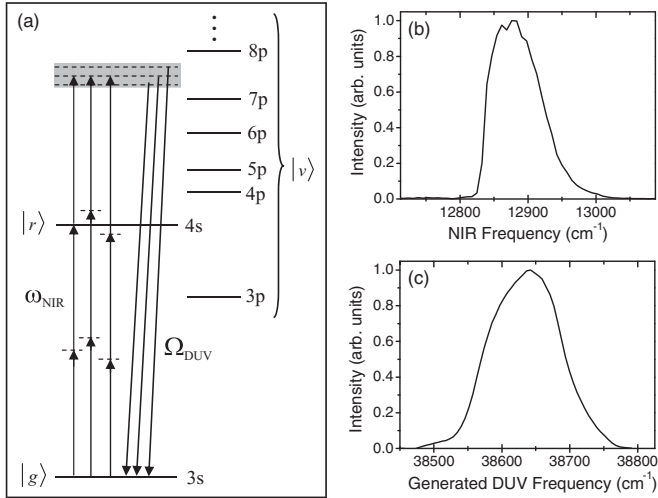 (a)
8p
7p
6p
5p
4p
|v⟩
|r⟩
4s
ω_NIR
3p
Ω_DUV
|g⟩
3s
(b)
Intensity (arb. units)
1.0
0.8
0.6
0.4
0.2
0.0
12800 12900 13000
NIR Frequency (cm⁻¹)
(c)
Intensity (arb. units)
1.0
0.8
0.6
0.4
0.2
0.0
38500 38600 38700 38800
Generated DUV Frequency (cm⁻¹)